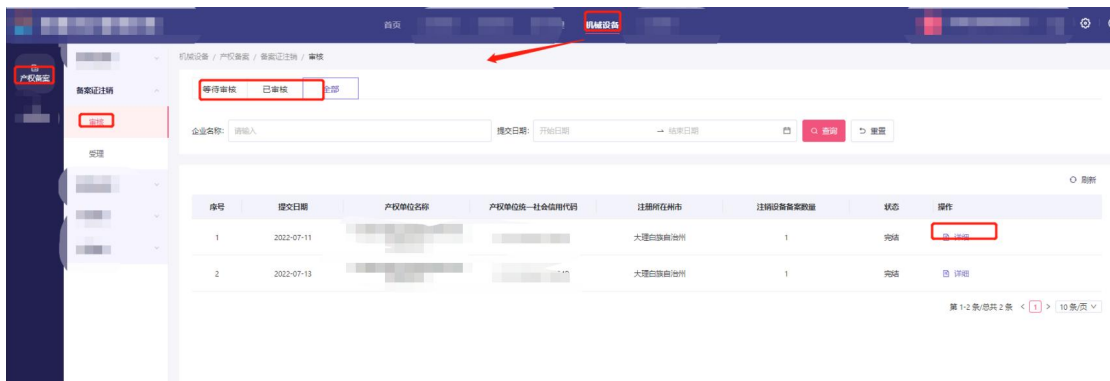 首页 机械设备
产权备案
机械设备 / 产权备案 / 备案证注销 / 审核
备案证注销
审核
受理
等待审核 已审核 全部
企业名称: 请输入 提交日期: 开始日期 → 结束日期 查询 重置
刷新
序号 提交日期 产权单位名称 产权单位统一社会信用代码 注册所在州市 注销设备备案数量 状态 操作
1 2022-07-11 大理白族自治州 1 完结 详细
2 2022-07-13 大理白族自治州 1 完结 详细
第 1-2 条/总共 2 条 < 1 > 10 条/页